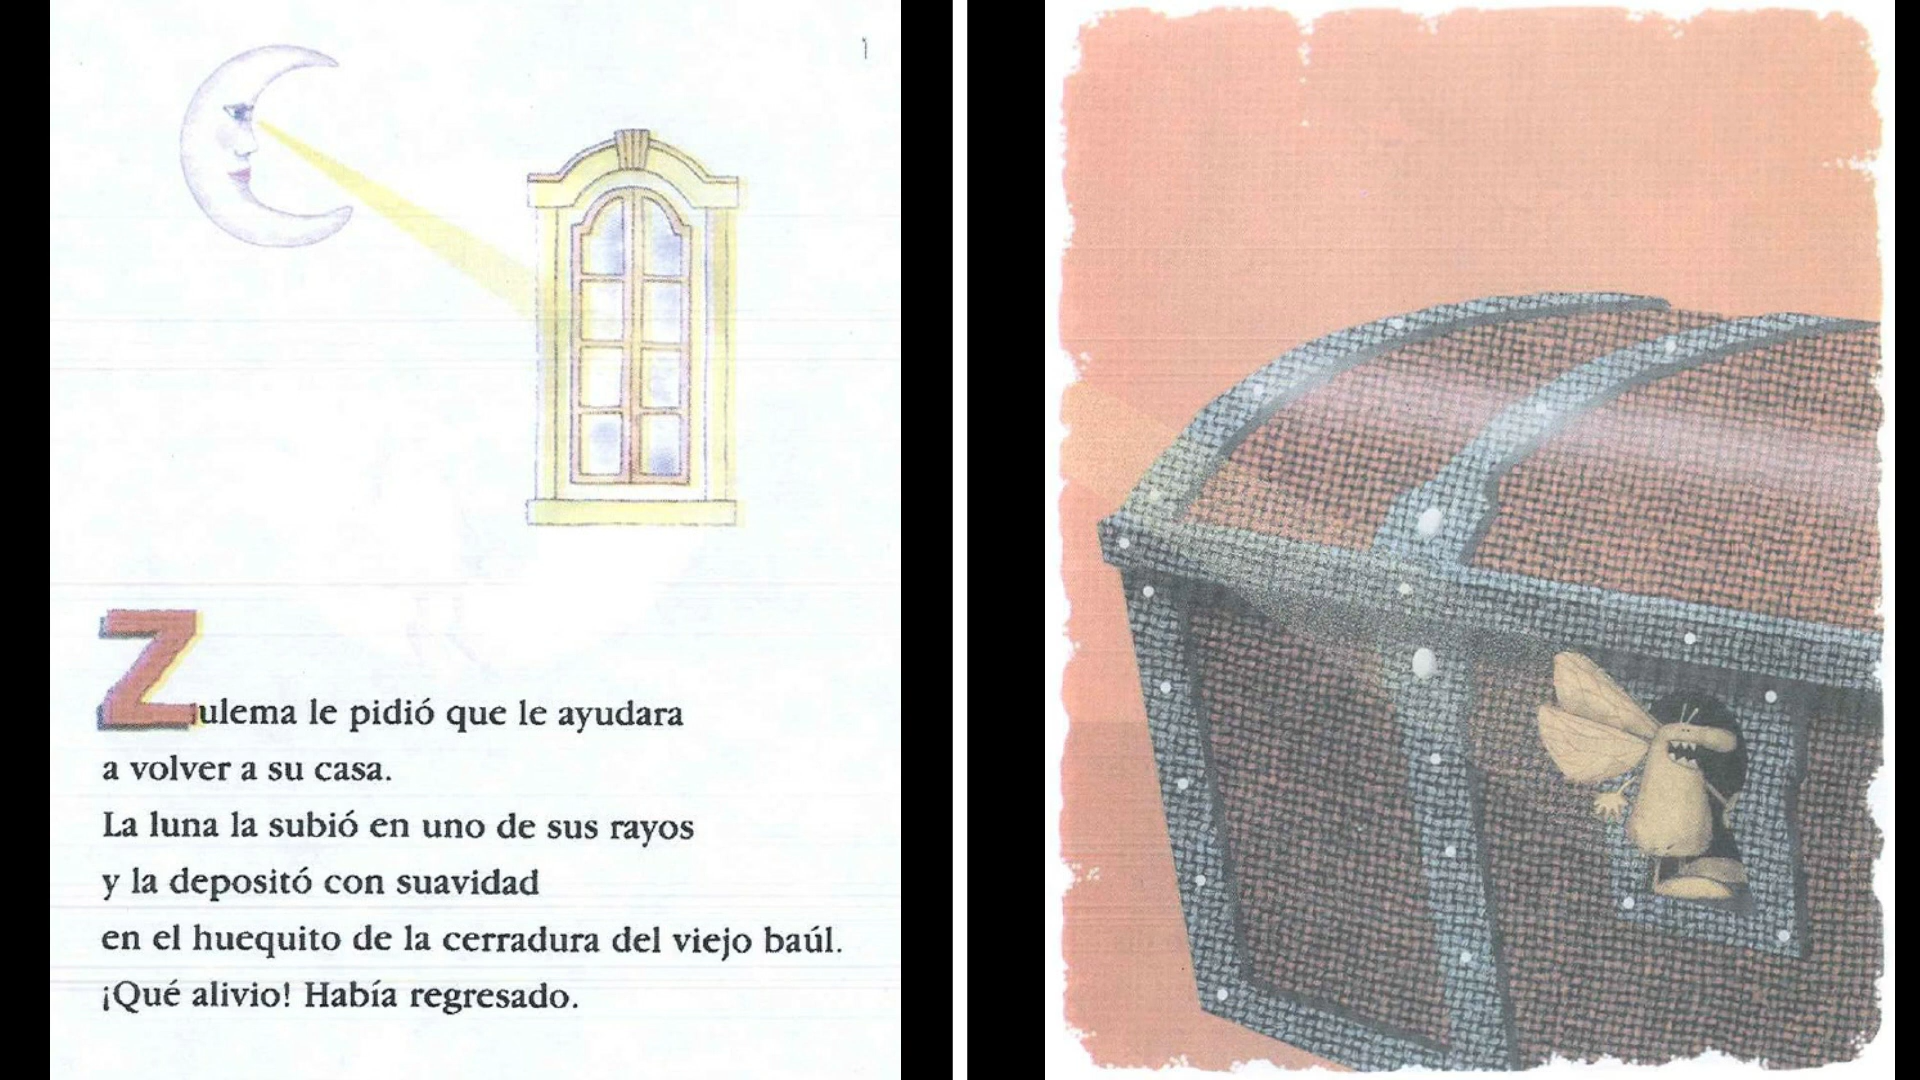 1
Zulema le pidió que le ayudara
a volver a su casa.
La luna la subió en uno de sus rayos
y la depositó con suavidad
en el huequito de la cerradura del viejo baúl.
¡Qué alivio! Había regresado.